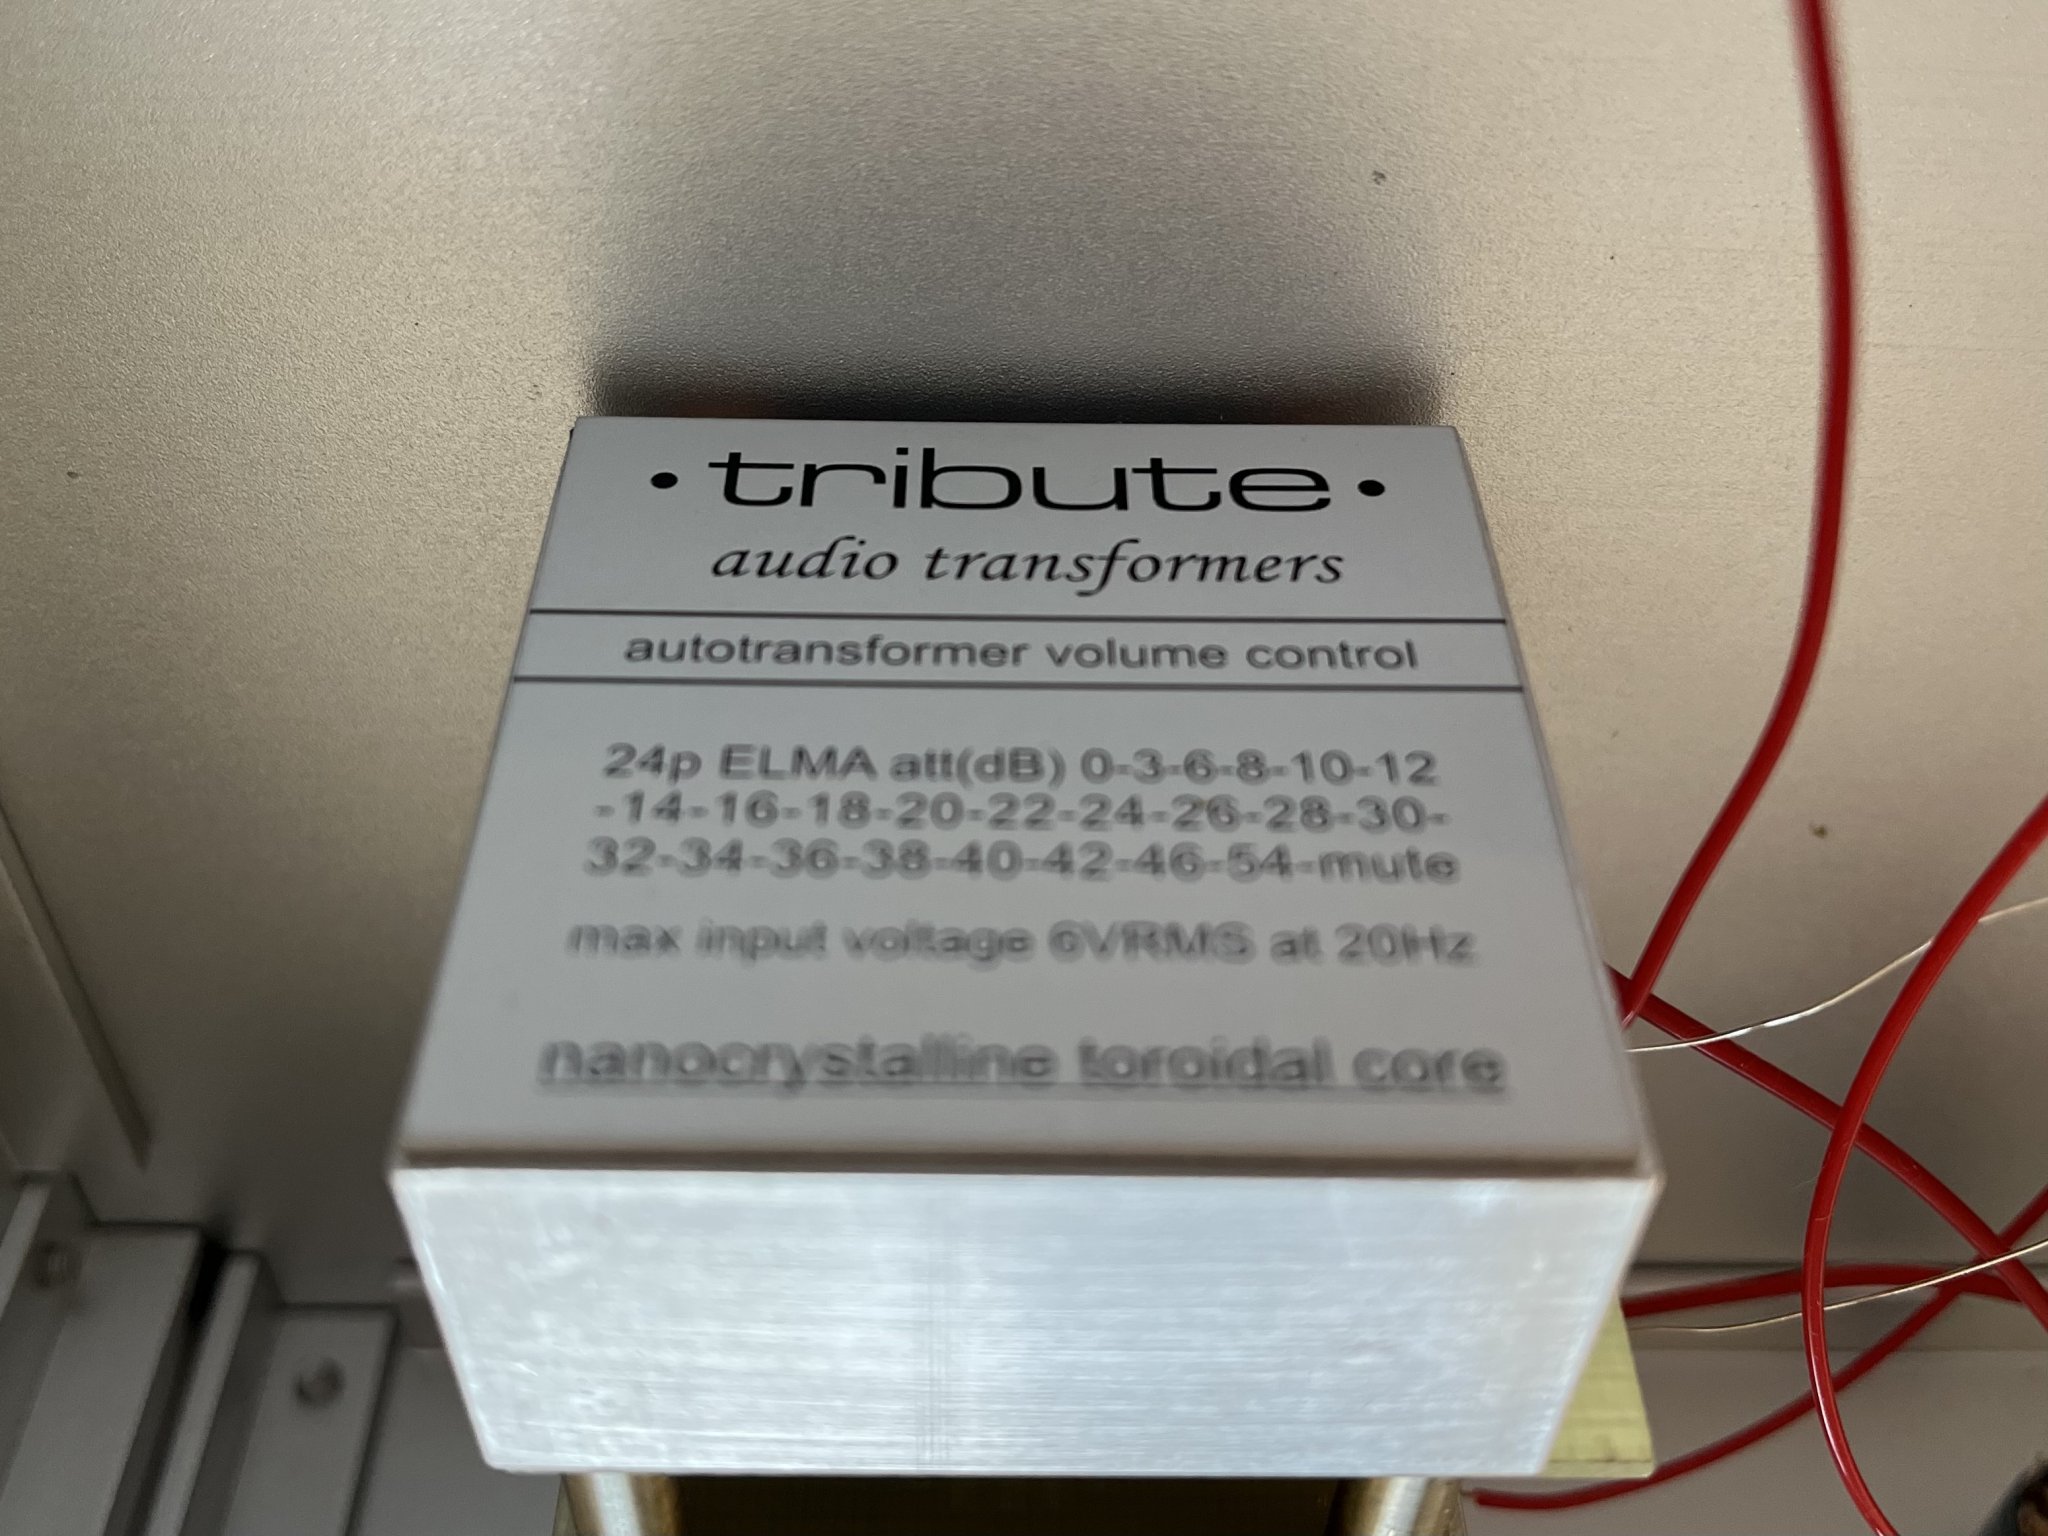 • tribute •
audio transformers
autotransformer volume control
24p ELMA att(dB) 0-3-6-8-10-12
-14-16-18-20-22-24-26-28-30-
32-34-36-38-40-42-46-54-mute
max input voltage 6VRMS at 20Hz
nanocrystalline toroidal core